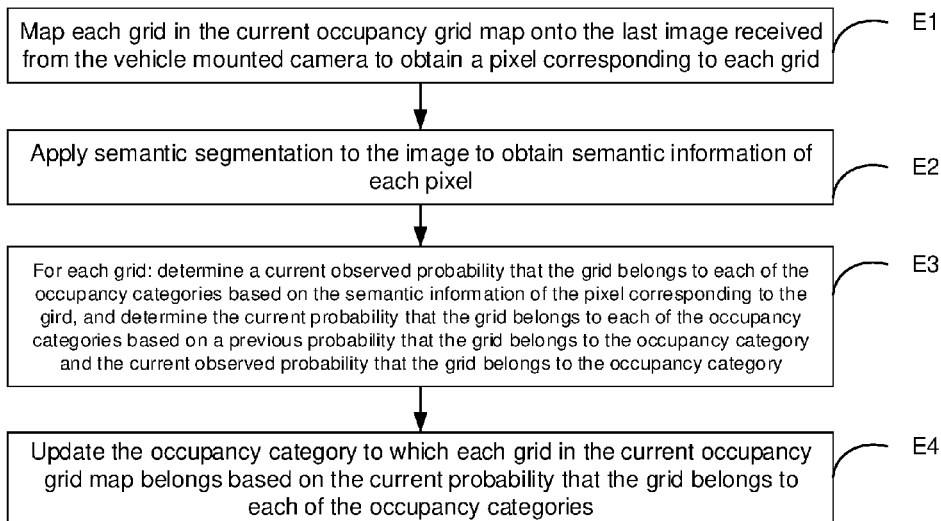 Map each grid in the current occupancy grid map onto the last image received
from the vehicle mounted camera to obtain a pixel corresponding to each grid
E1
Apply semantic segmentation to the image to obtain semantic information of
each pixel
E2
For each grid: determine a current observed probability that the grid belongs to each of the
occupancy categories based on the semantic information of the pixel corresponding to the
gird, and determine the current probability that the grid belongs to each of the occupancy
categories based on a previous probability that the grid belongs to the occupancy category
and the current observed probability that the grid belongs to the occupancy category
E3
Update the occupancy category to which each grid in the current occupancy
grid map belongs based on the current probability that the grid belongs to
each of the occupancy categories
E4